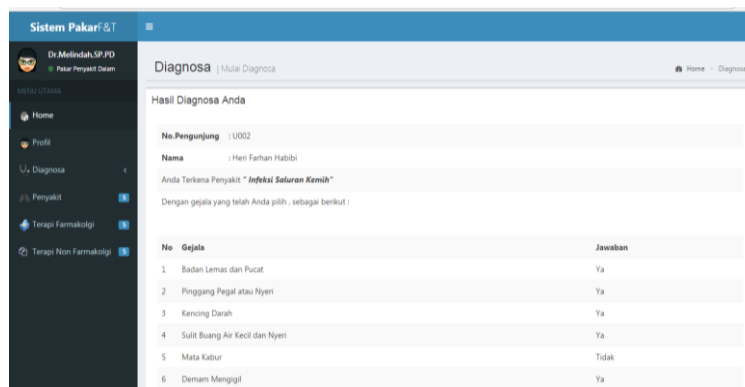 Sistem PakarF&T
Dr.Melindah,SP.PD
Pakar Penyakit Dalam
MENU UTAMA
Home
Profil
Diagnosa
Penyakit 5
Terapi Farmakolgi 5
Terapi Non Farmakolgi 5
Diagnosa Mulai Diagnosa
Home > Diagnosa
Hasil Diagnosa Anda
No.Pengunjung : U002
Nama : Heri Farhan Habibi
Anda Terkena Penyakit " Infeksi Saluran Kemih"
Dengan gejala yang telah Anda pilih , sebagai berikut :
No Gejala Jawaban
1 Badan Lemas dan Pucat Ya
2 Pinggang Pegal atau Nyeri Ya
3 Kencing Darah Ya
4 Sulit Buang Air Kecil dan Nyeri Ya
5 Mata Kabur Tidak
6 Demam Mengigil Ya